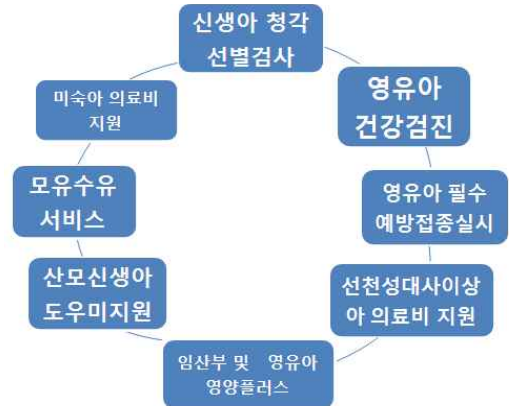 신생아 청각
선별검사
영유아
건강검진
영유아 필수
예방접종실시
선천성대사이상
아 의료비 지원
임산부 및 영유아
영양플러스
산모신생아
도우미지원
모유수유
서비스
미숙아 의료비
지원